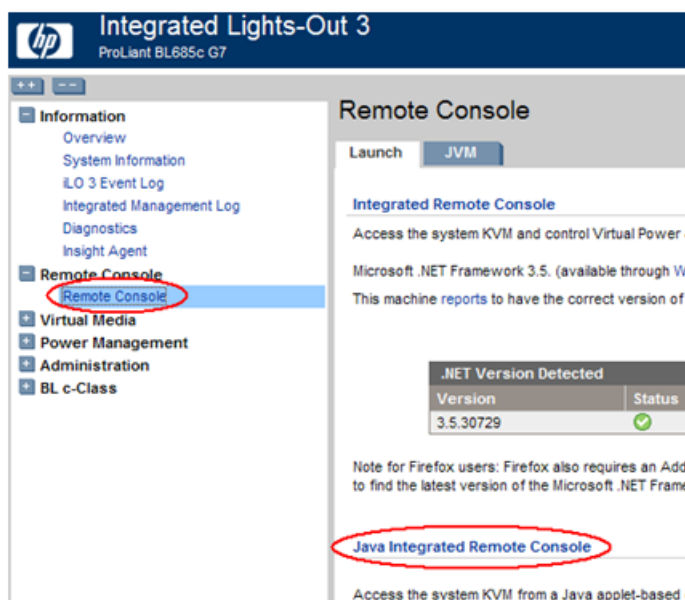 hp
Integrated Lights-Out 3
ProLiant BL685c G7
++ --
Information
Overview
System Information
iLO 3 Event Log
Integrated Management Log
Diagnostics
Insight Agent
Remote Console
Remote Console
Virtual Media
Power Management
Administration
BL c-Class
Remote Console
Launch JVM
Integrated Remote Console
Access the system KVM and control Virtual Power
Microsoft .NET Framework 3.5. (available through W
This machine reports to have the correct version of
.NET Version Detected
Version Status
3.5.30729
Note for Firefox users: Firefox also requires an Add
to find the latest version of the Microsoft .NET Frame
Java Integrated Remote Console
Access the system KVM from a Java applet-based